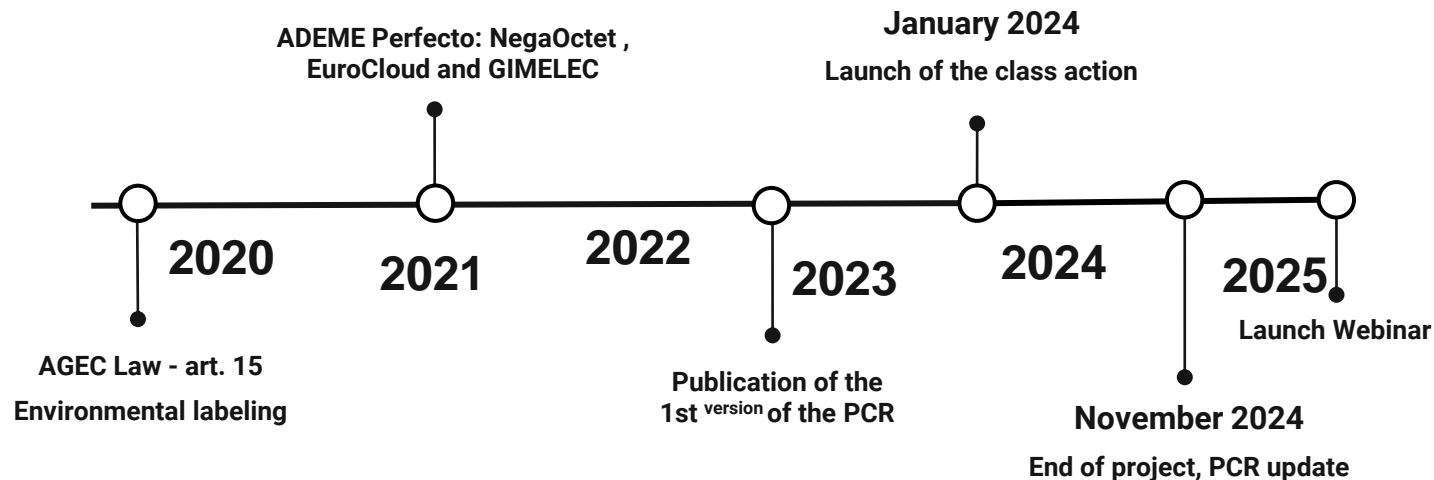 ADEME Perfecto: NegaOctet ,
EuroCloud and GIMELEC
January 2024
Launch of the class action
2020
2021
2022
2023
2024
2025
AGEC Law - art. 15
Environmental labeling
Publication of the
1st version of the PCR
Launch Webinar
November 2024
End of project, PCR update